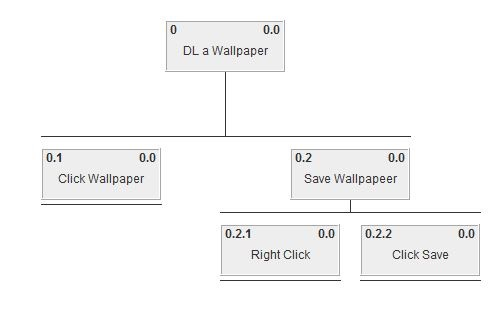 0 0.0
DL a Wallpaper
0.1 0.0
Click Wallpaper
0.2 0.0
Save Wallpapeer
0.2.1 0.0
Right Click
0.2.2 0.0
Click Save